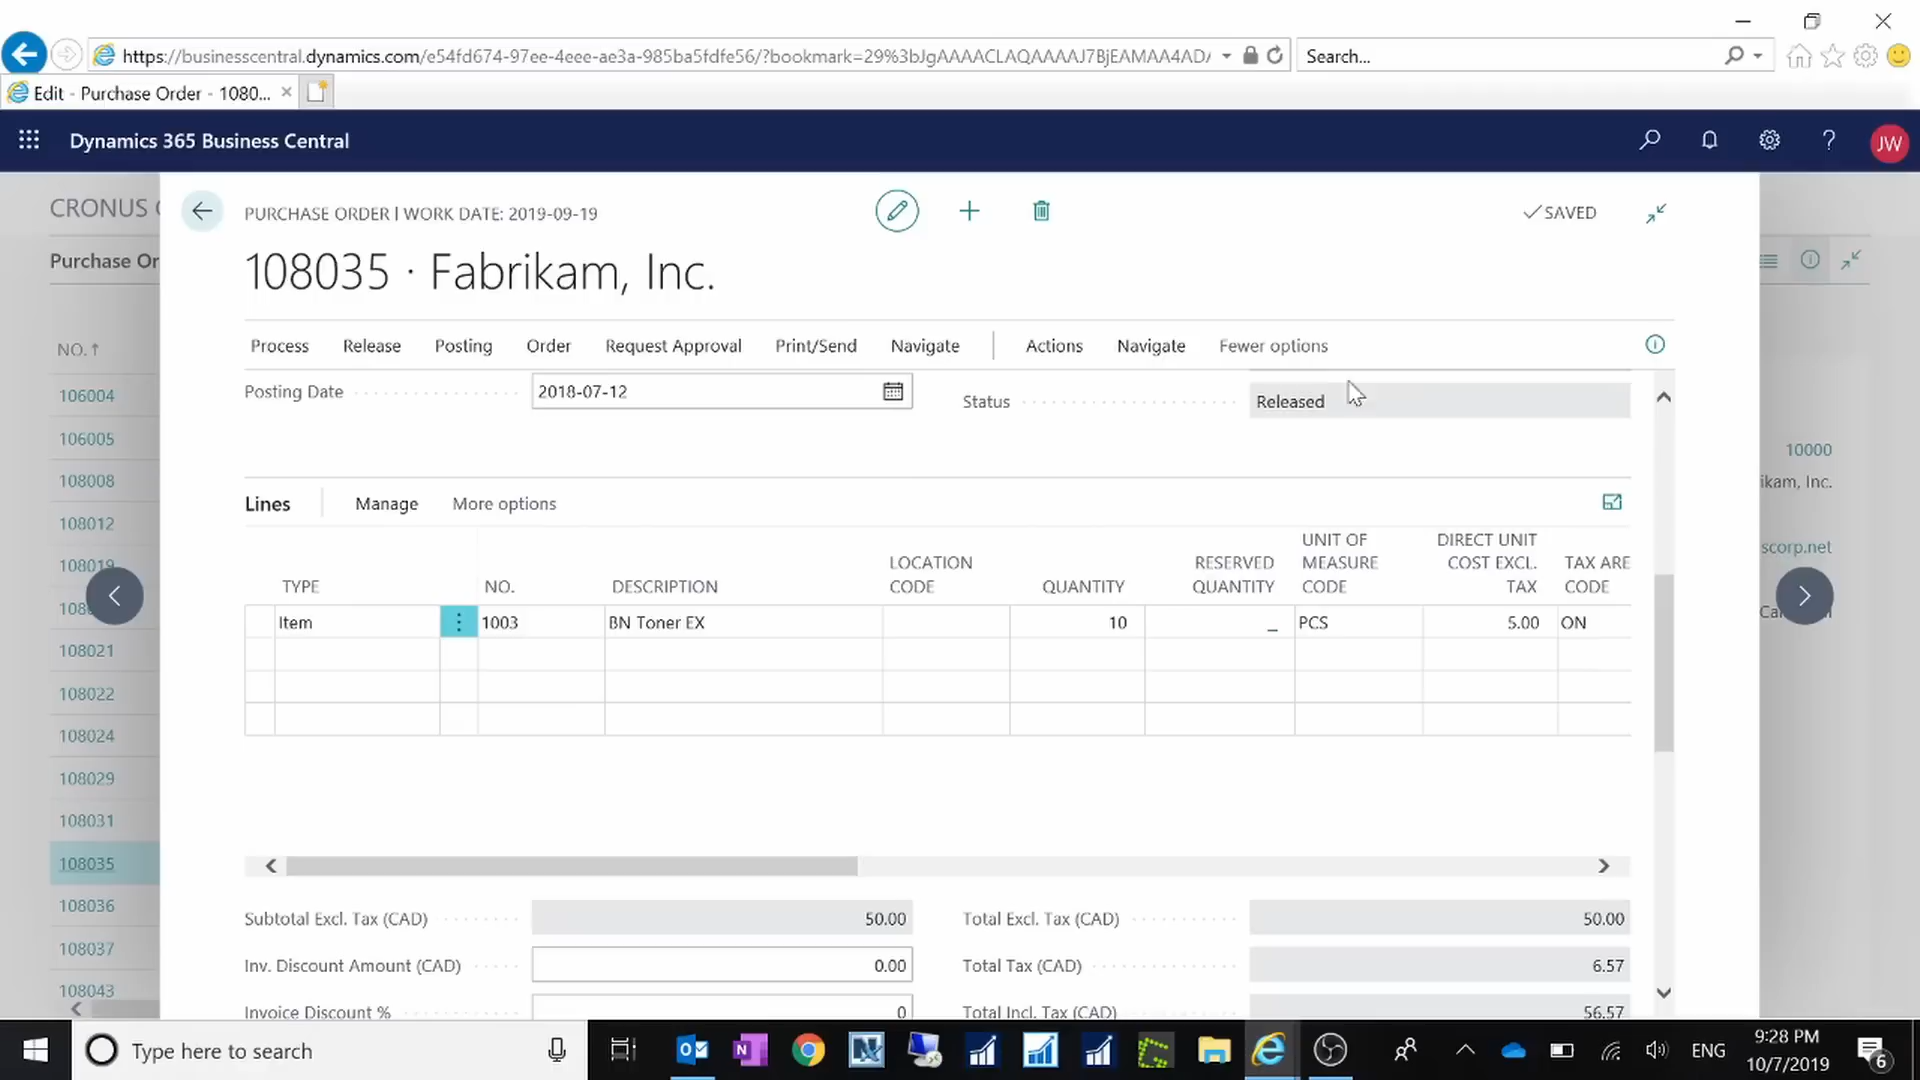 https://businesscentral.dynamics.com/e54fd674-97ee-4eee-ae3a-985ba5fdfe56/?bookmark=29%3bJgAAAACLAQAAAAJ7BjEAMAA4AD/
Search...
Edit - Purchase Order - 1080...
Dynamics 365 Business Central
JW
CRONUS
PURCHASE ORDER | WORK DATE: 2019-09-19
SAVED
Purchase Or
108035 · Fabrikam, Inc.
Process Release Posting Order Request Approval Print/Send Navigate Actions Navigate Fewer options
NO. ↑
Posting Date 2018-07-12
Status Released
106004
106005
108008
108012
108019
108021
108022
108024
108029
108031
108035
108036
108037
108043
10000
ikam, Inc.
scorp.net
Lines Manage More options
TYPE NO. DESCRIPTION LOCATION CODE QUANTITY RESERVED QUANTITY UNIT OF MEASURE CODE DIRECT UNIT COST EXCL. TAX TAX ARE CODE
Item 1003 BN Toner EX 10 _ PCS 5.00 ON
Subtotal Excl. Tax (CAD) 50.00
Total Excl. Tax (CAD) 50.00
Inv. Discount Amount (CAD) 0.00
Total Tax (CAD) 6.57
Invoice Discount % 0
Total Incl. Tax (CAD) 56.57
Type here to search
ENG
9:28 PM
10/7/2019
6